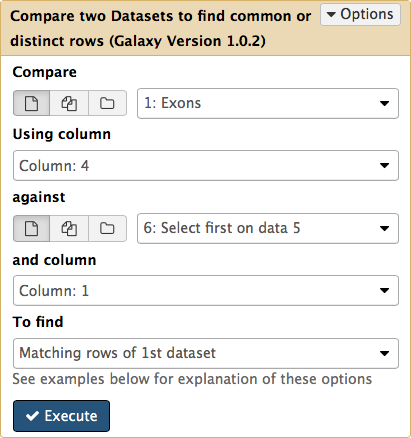 Compare two Datasets to find common or
distinct rows (Galaxy Version 1.0.2)
Options
Compare
1: Exons
Using column
Column: 4
against
6: Select first on data 5
and column
Column: 1
To find
Matching rows of 1st dataset
See examples below for explanation of these options
Execute